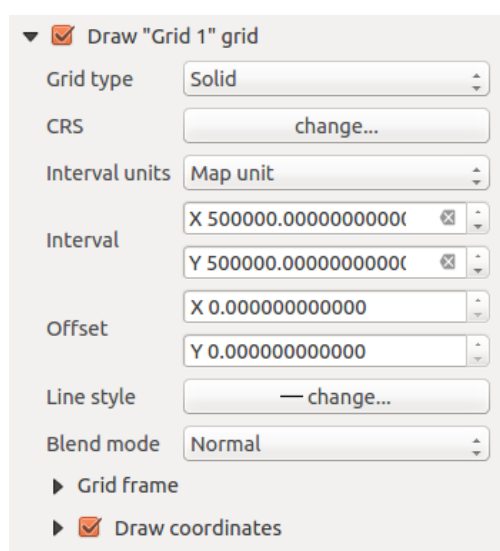 Draw "Grid 1" grid
Grid type Solid
CRS change...
Interval units Map unit
Interval
X 500000.0000000000(
Y 500000.0000000000(
Offset
X 0.000000000000
Y 0.000000000000
Line style change...
Blend mode Normal
Grid frame
Draw coordinates